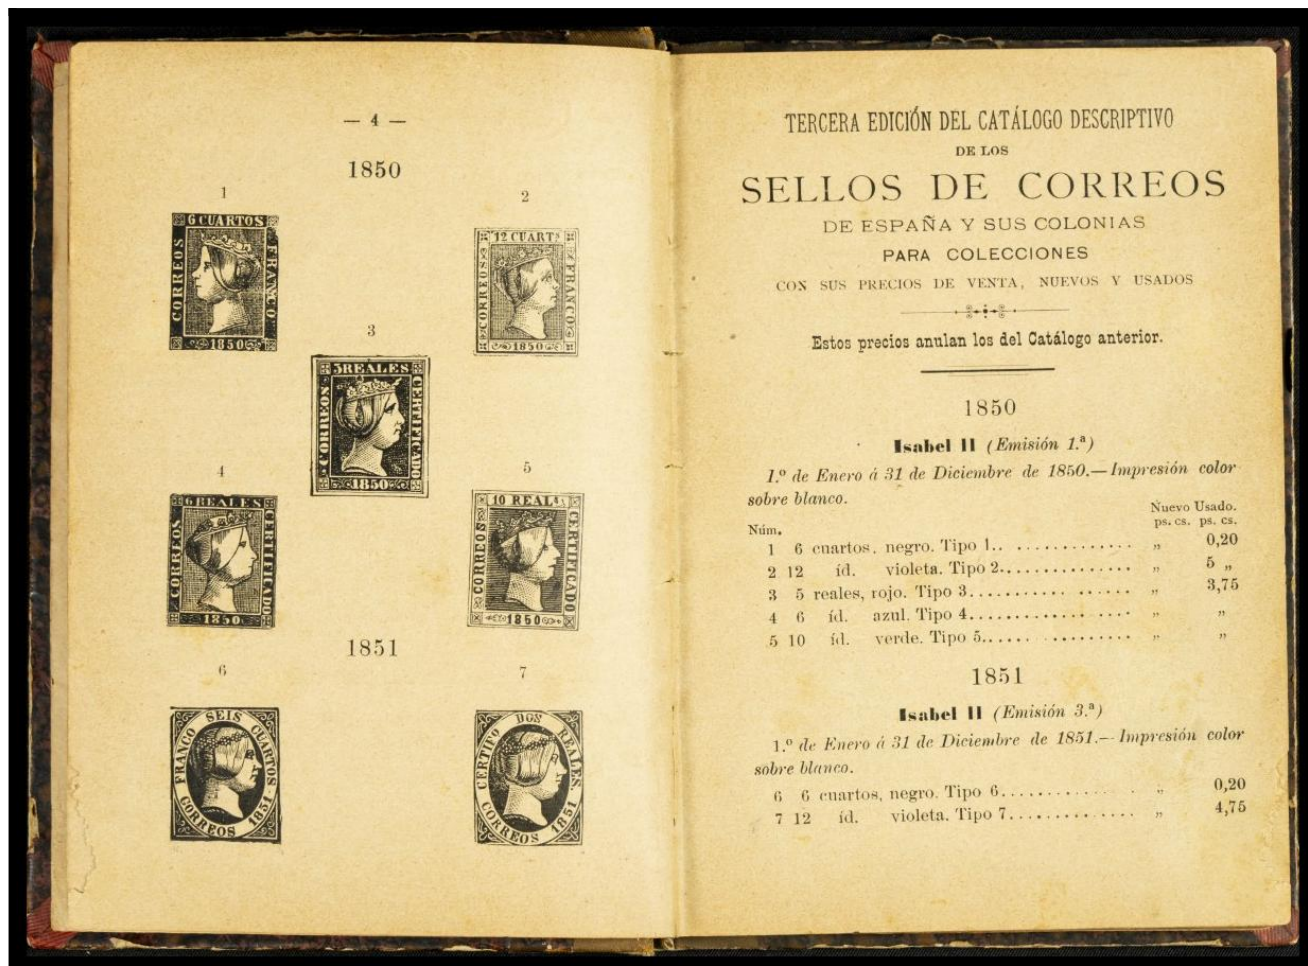 — 4 —
1850
1
6 CUARTOS
CORREOS
FRANCO
1850
2
12 CUARTS
CORREOS
FRANCO
1850
3
5 REALES
CORREOS
CERTIFICADO
1850
4
6 REALES
CORREOS
CERTIFICADO
1850
5
10 REALS
CORREOS
CERTIFICADO
1850
1851
6
FRANCO SEIS CUARTOS
CORREOS 1851
7
CERTIFO DOS REALES
CORREOS 1851
TERCERA EDICIÓN DEL CATÁLOGO DESCRIPTIVO
DE LOS
SELLOS DE CORREOS
DE ESPAÑA Y SUS COLONIAS
PARA COLECCIONES
CON SUS PRECIOS DE VENTA, NUEVOS Y USADOS
Estos precios anulan los del Catálogo anterior.
1850
Isabel II (Emisión 1.ª)
1.º de Enero á 31 de Diciembre de 1850.—Impresión color
sobre blanco.
Nuevo Usado.
Núm. ps. cs. ps. cs.
1 6 cuartos, negro. Tipo 1............... „ 0,20
2 12 íd. violeta. Tipo 2............... „ 5 „
3 5 reales, rojo. Tipo 3............... „ 3,75
4 6 íd. azul. Tipo 4............... „ „
5 10 íd. verde. Tipo 5............... „ „
1851
Isabel II (Emisión 3.ª)
1.º de Enero á 31 de Diciembre de 1851.—Impresión color
sobre blanco.
6 6 cuartos, negro. Tipo 6............... „ 0,20
7 12 íd. violeta. Tipo 7............... „ 4,75